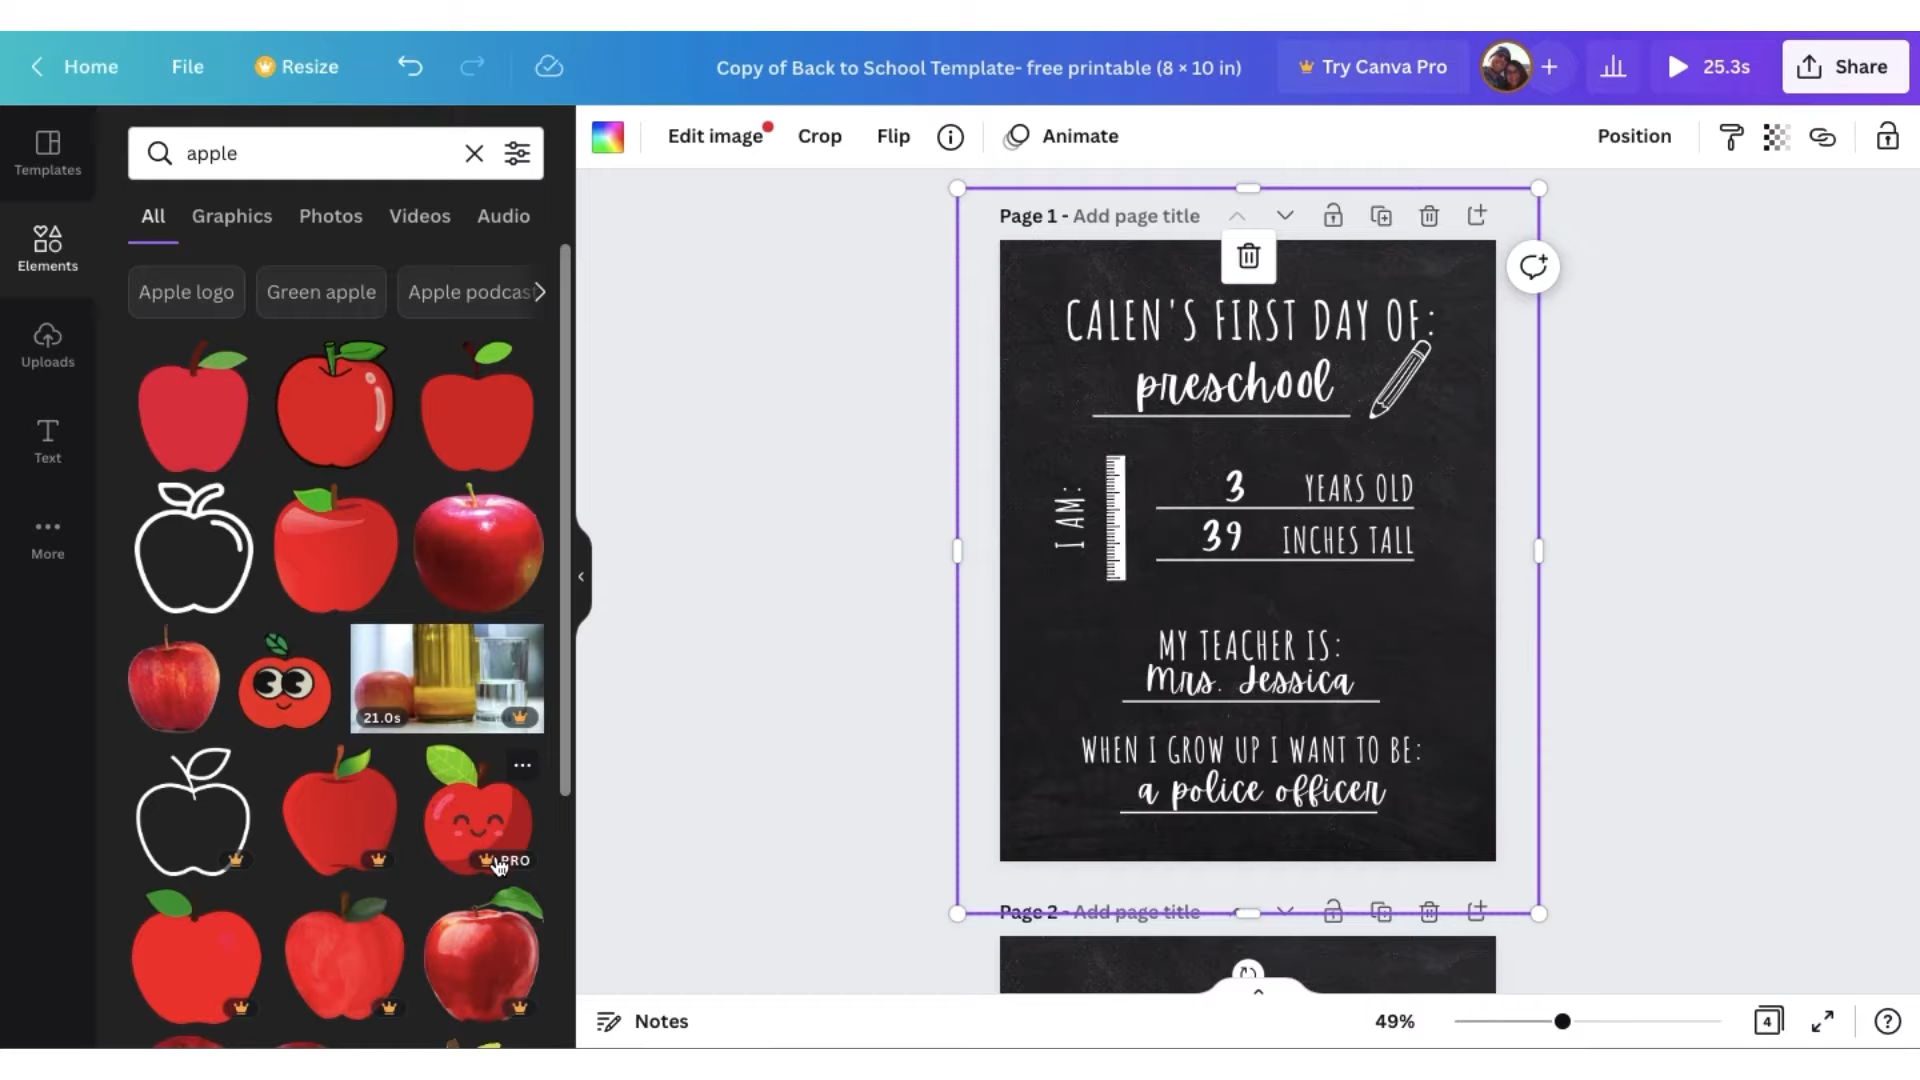 Home File Resize Copy of Back to School Template- free printable (8 × 10 in) Try Canva Pro + 25.3s Share
Templates
Elements
Uploads
Text
More
apple
All Graphics Photos Videos Audio
Apple logo Green apple Apple podcas
21.0s
PRO
Edit image Crop Flip Animate Position
Page 1 - Add page title
CALEN'S FIRST DAY OF:
preschool
I AM:
3 YEARS OLD
39 INCHES TALL
MY TEACHER IS:
Mrs. Jessica
WHEN I GROW UP I WANT TO BE:
a police officer
Page 2 - Add page title
Notes 49% 4 ?